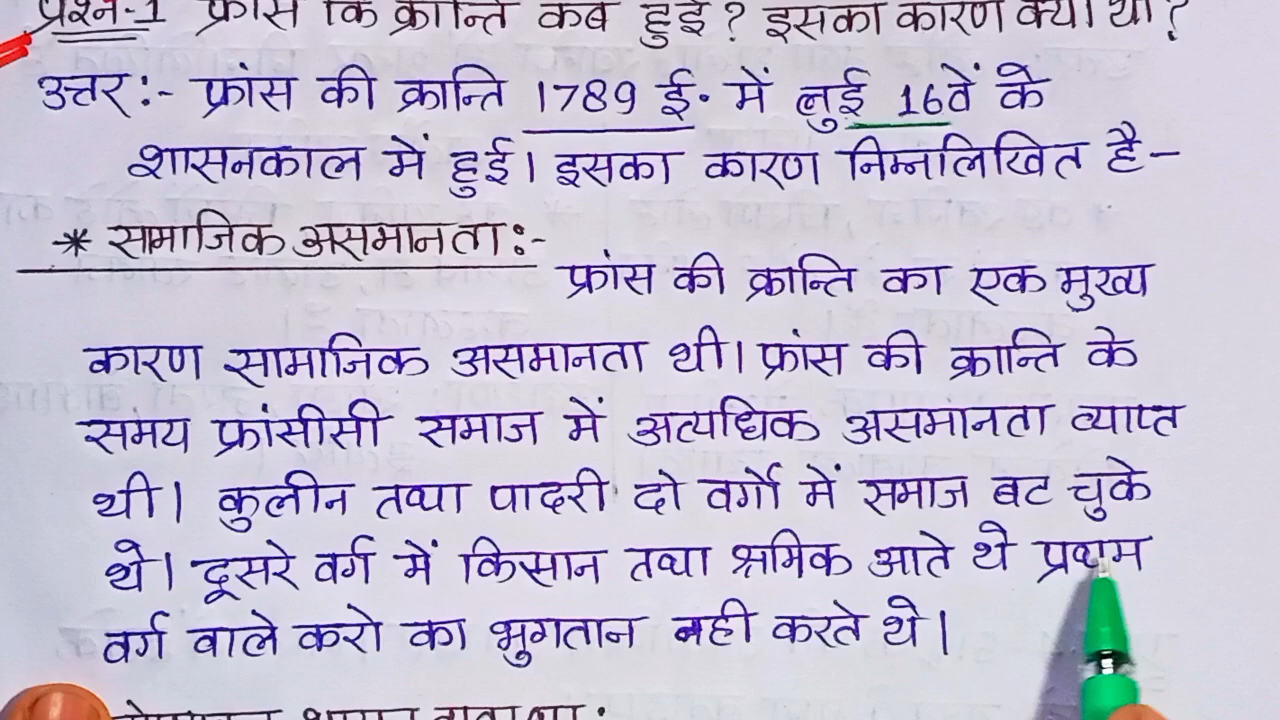 प्रश्न-1 फ्रांस कि क्रान्ति कब हुई? इसका कारण क्या था?
उत्तर:- फ्रांस की क्रान्ति 1789 ई. में लुई 16वें के
शासनकाल में हुई। इसका कारण निम्नलिखित है-
* सामाजिक असमानता:-
फ्रांस की क्रान्ति का एक मुख्य
कारण सामाजिक असमानता थी। फ्रांस की क्रान्ति के
समय फ्रांसीसी समाज में अत्यधिक असमानता व्याप्त
थी। कुलीन तथा पादरी दो वर्गो में समाज बट चुके
थे। दूसरे वर्ग में किसान तथा श्रमिक आते थे प्रथम
वर्ग वाले करो का भुगतान नही करते थे।